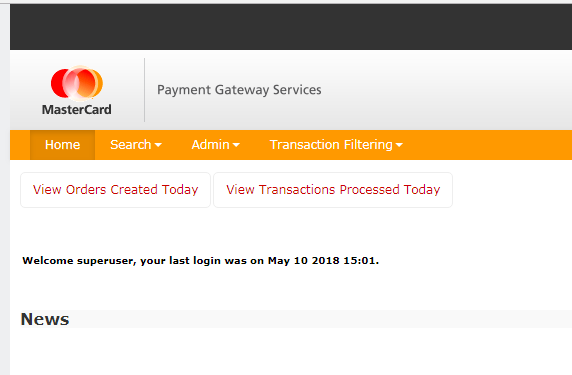 MasterCard
Payment Gateway Services
Home Search Admin Transaction Filtering
View Orders Created Today View Transactions Processed Today
Welcome superuser, your last login was on May 10 2018 15:01.
News